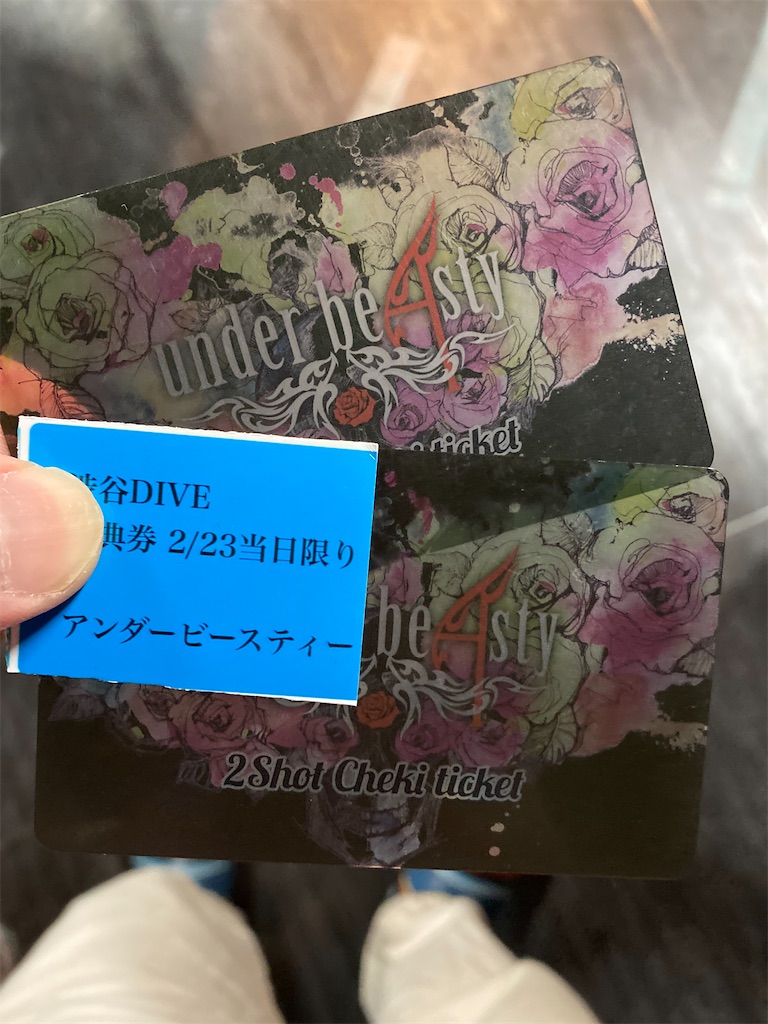 under beAsty
ticket
渋谷DIVE
典券 2/23当日限り
アンダービースティー
beAsty
2Shot Cheki ticket